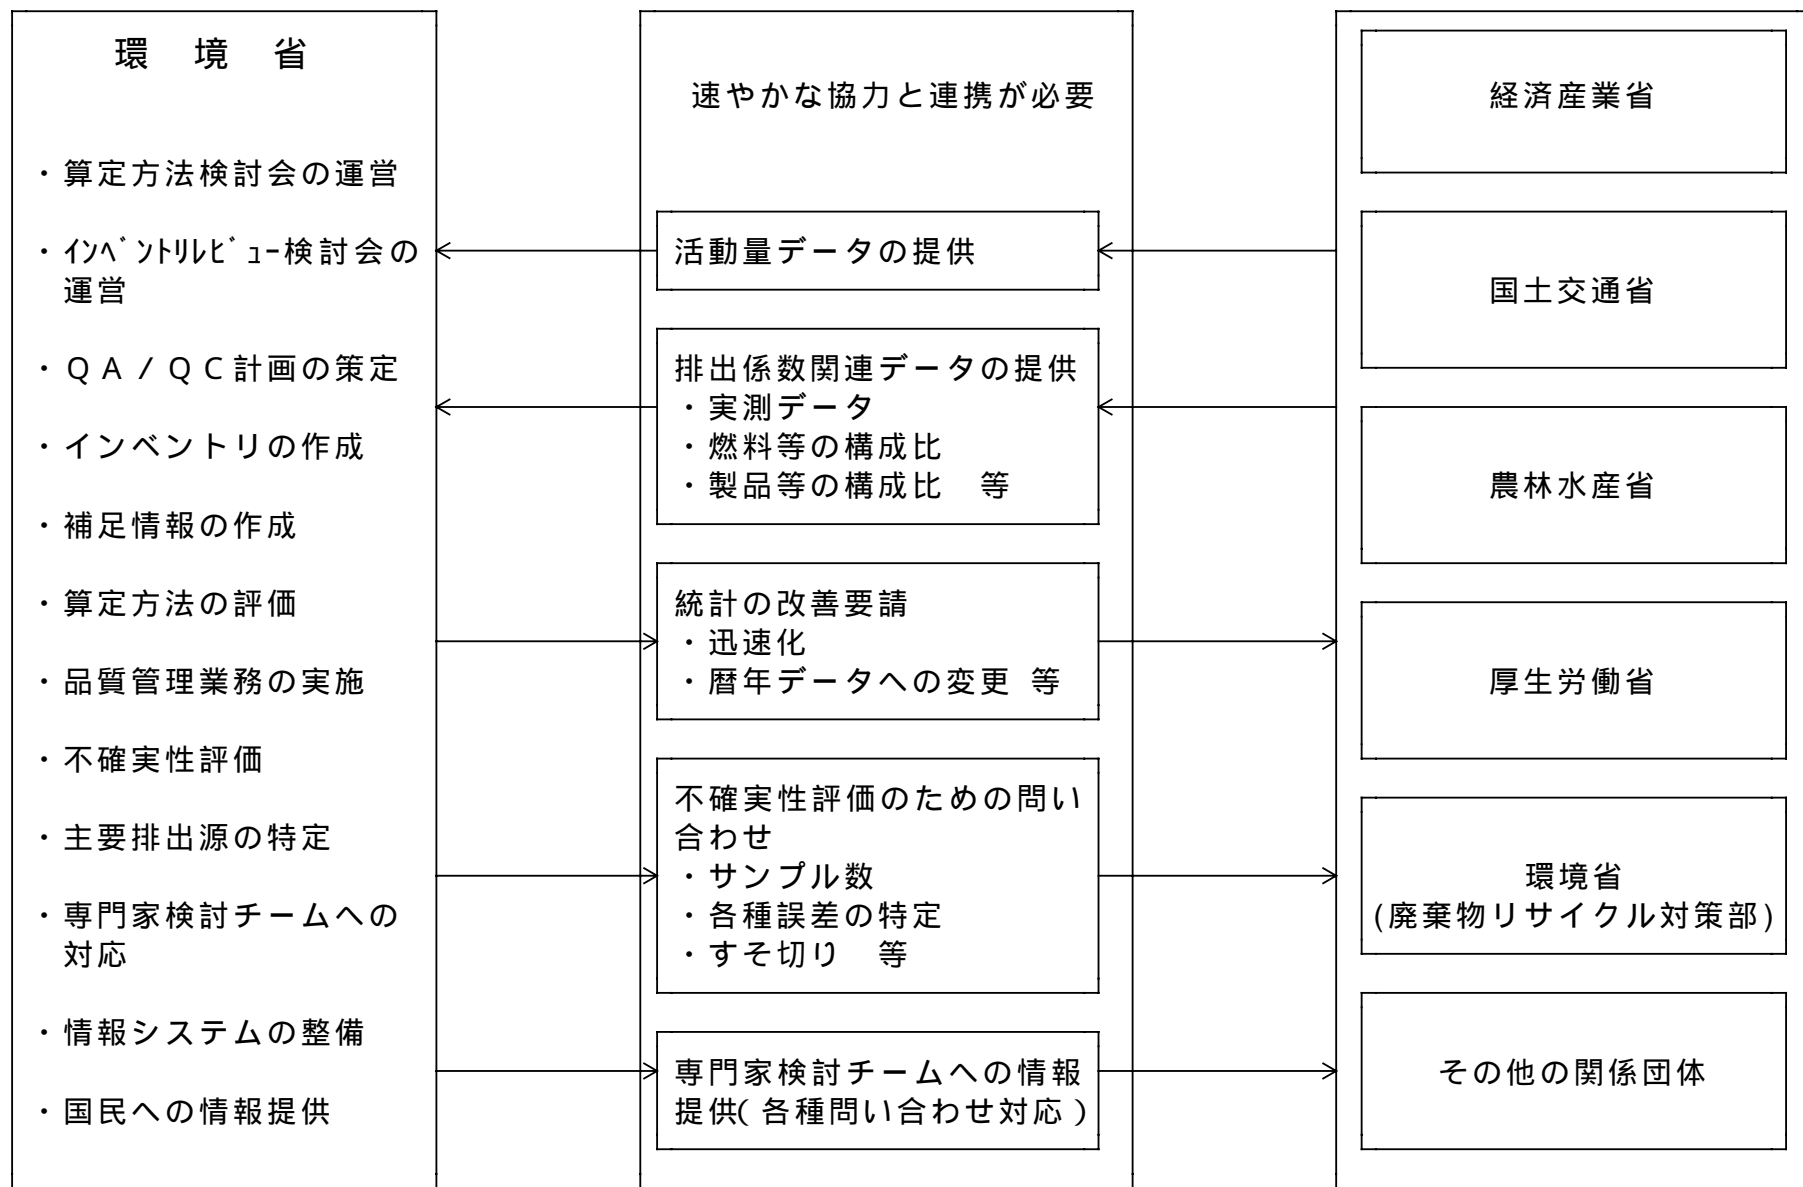 環 境 省
・算定方法検討会の運営
・ｲﾝﾍﾞﾝﾄﾘﾚﾋﾞｭｰ検討会の
運営
・ＱＡ／ＱＣ計画の策定
・インベントリの作成
・補足情報の作成
・算定方法の評価
・品質管理業務の実施
・不確実性評価
・主要排出源の特定
・専門家検討チームへの
対応
・情報システムの整備
・国民への情報提供
速やかな協力と連携が必要
活動量データの提供
排出係数関連データの提供
・実測データ
・燃料等の構成比
・製品等の構成比　等
統計の改善要請
・迅速化
・暦年データへの変更 等
不確実性評価のための問い
合わせ
・サンプル数
・各種誤差の特定
・すそ切り　等
専門家検討チームへの情報
提供(各種問い合わせ対応)
経済産業省
国土交通省
農林水産省
厚生労働省
環境省
(廃棄物リサイクル対策部)
その他の関係団体